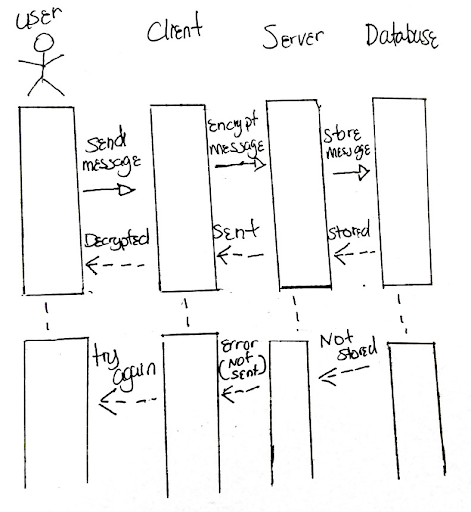 User
Client
Server
Database
Send
message
Encrypt
message
Store
message
Decrypted
Sent
Stored
try
again
Error
(Not
sent)
Not
stored